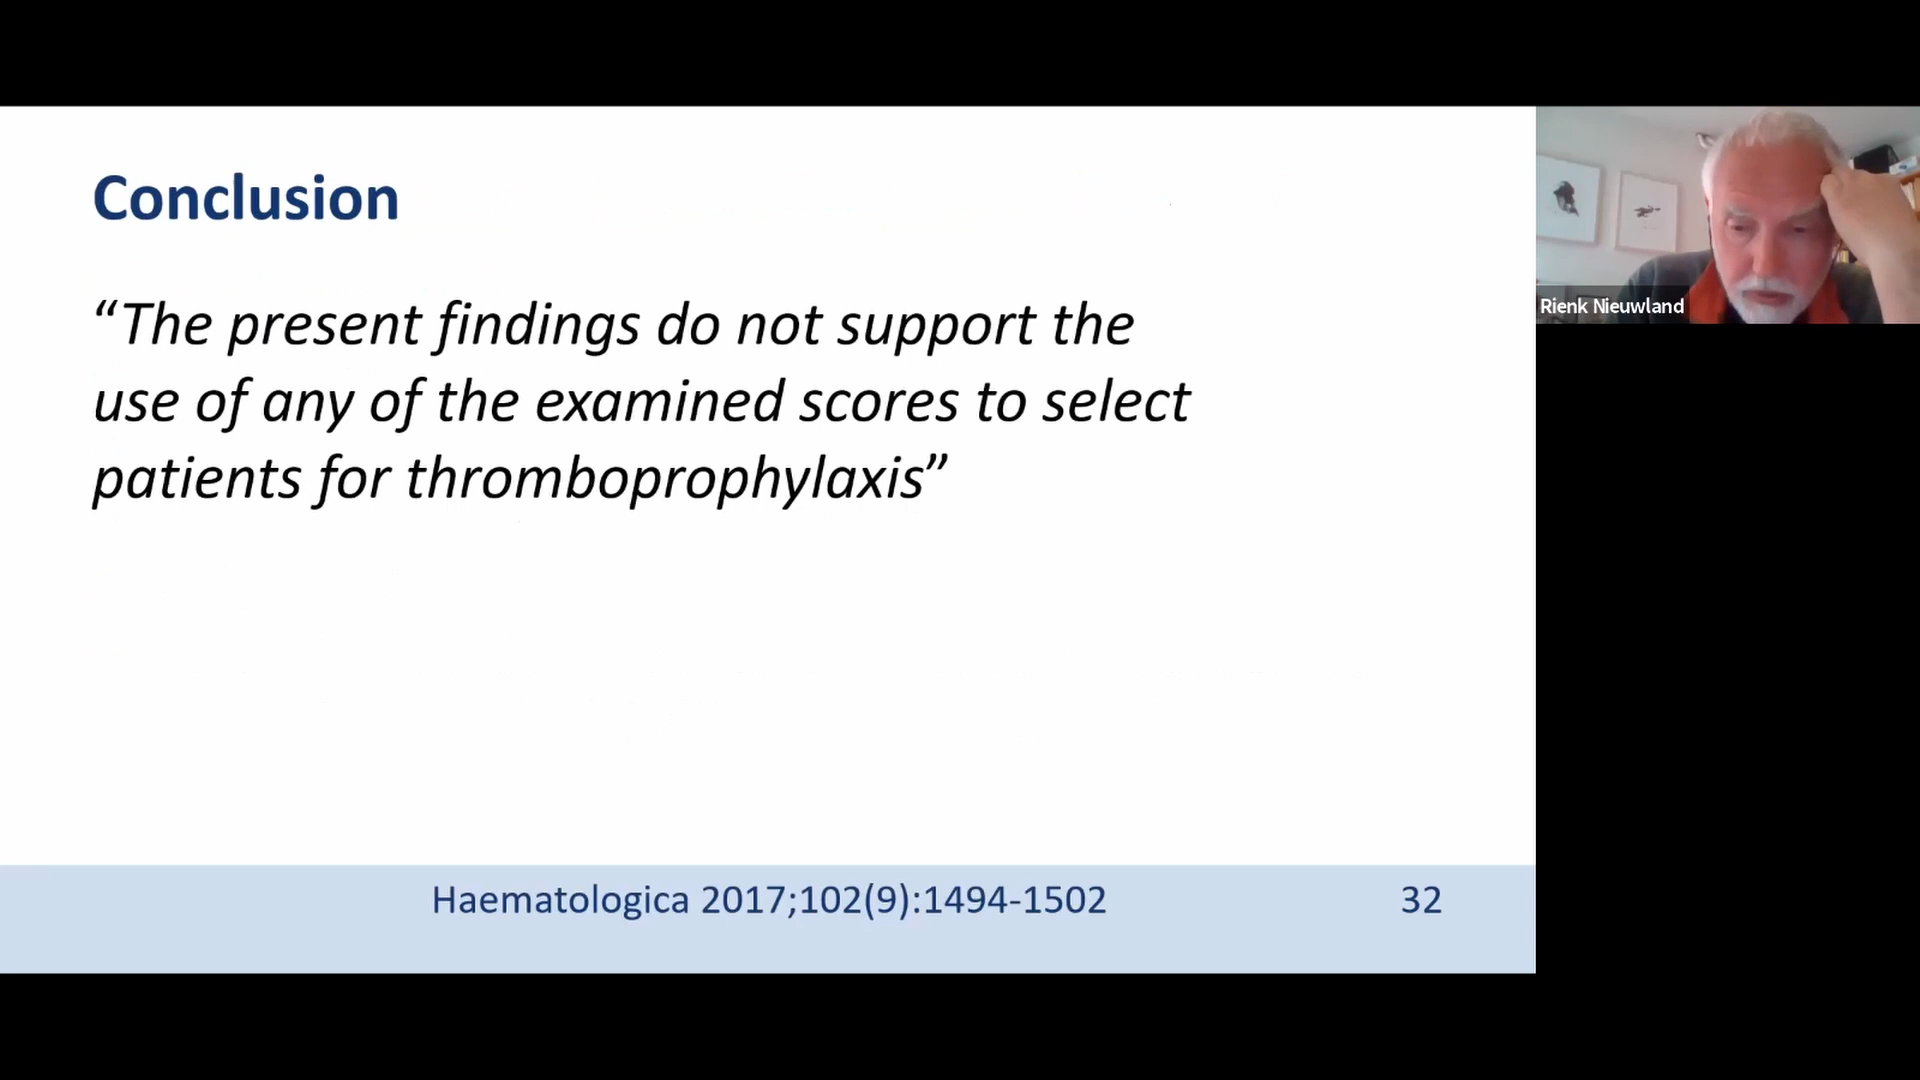 Conclusion
“The present findings do not support the
use of any of the examined scores to select
patients for thromboprophylaxis”
Haematologica 2017;102(9):1494-1502
32
Rienk Nieuwland